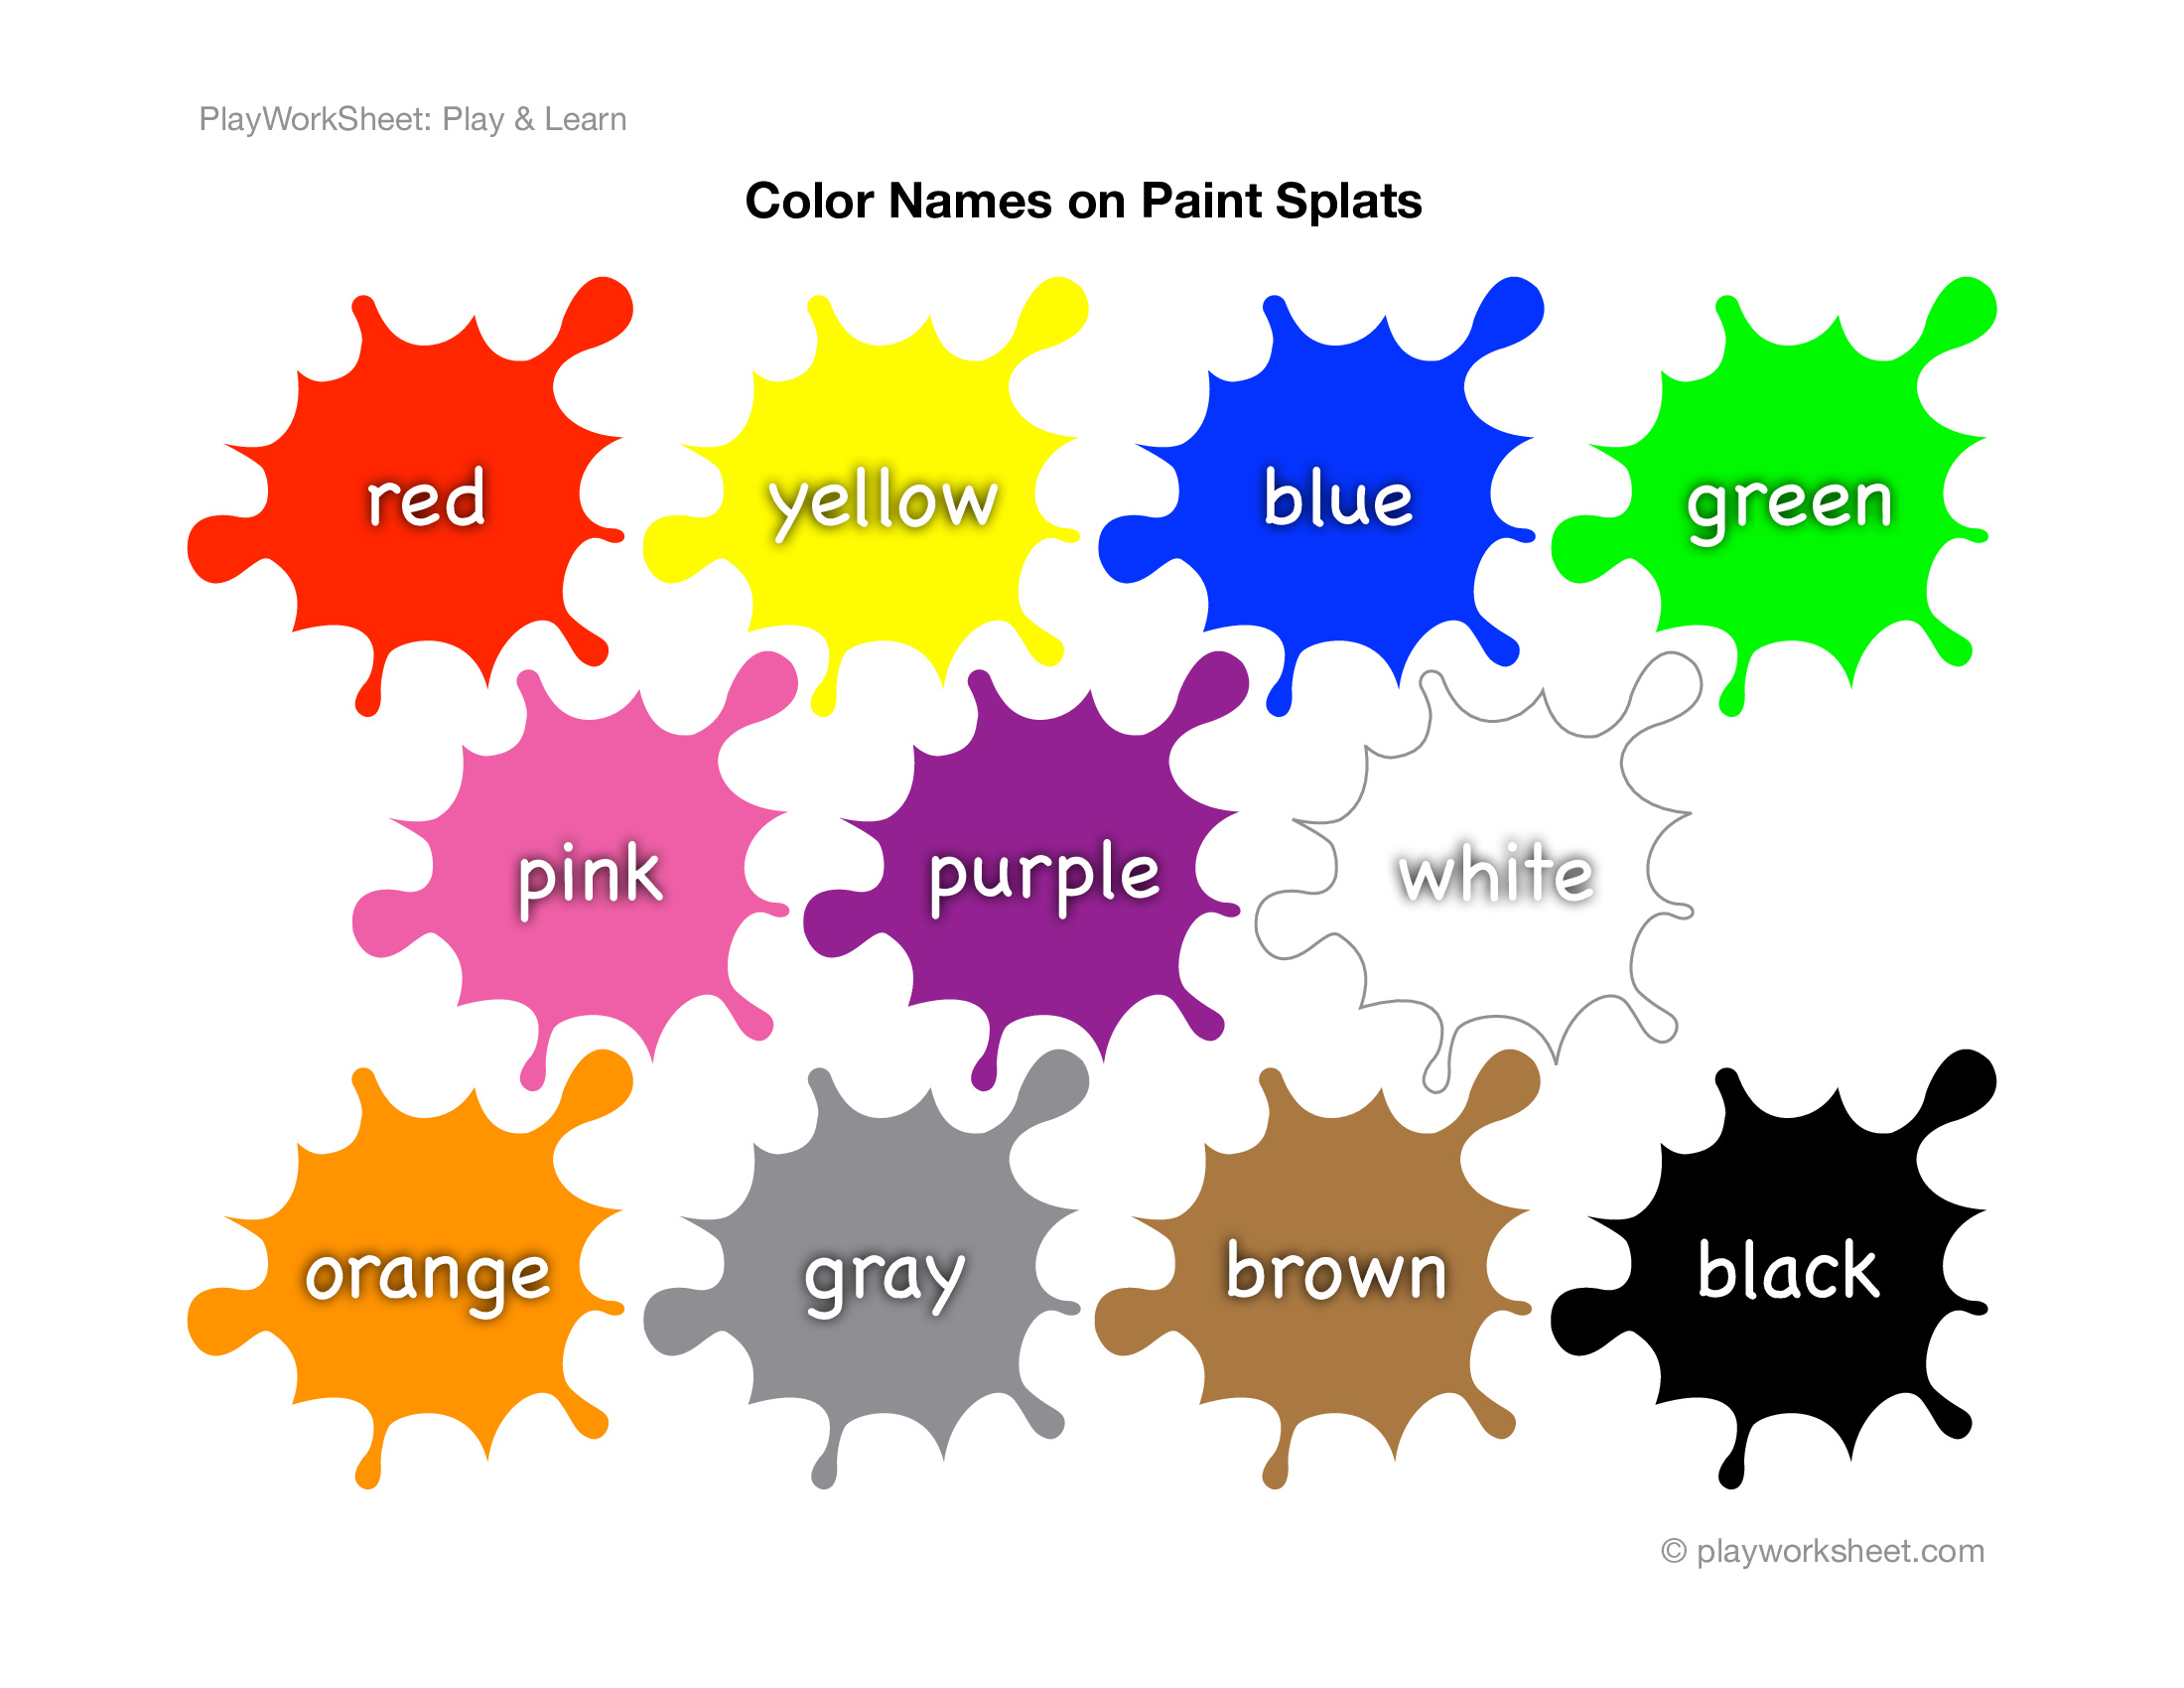 PlayWorkSheet: Play & Learn
Color Names on Paint Splats
red yellow blue green
pink purple white
orange gray brown black
© playworksheet.com